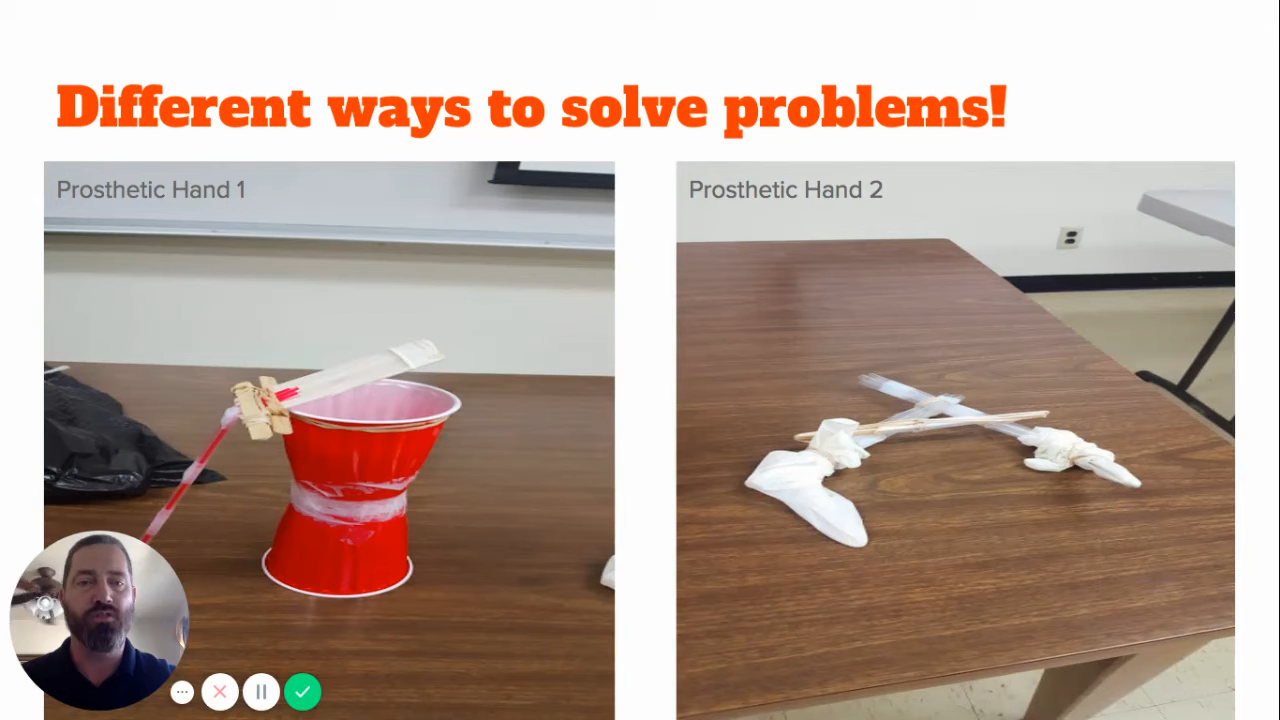 Different ways to solve problems!
Prosthetic Hand 1
Prosthetic Hand 2